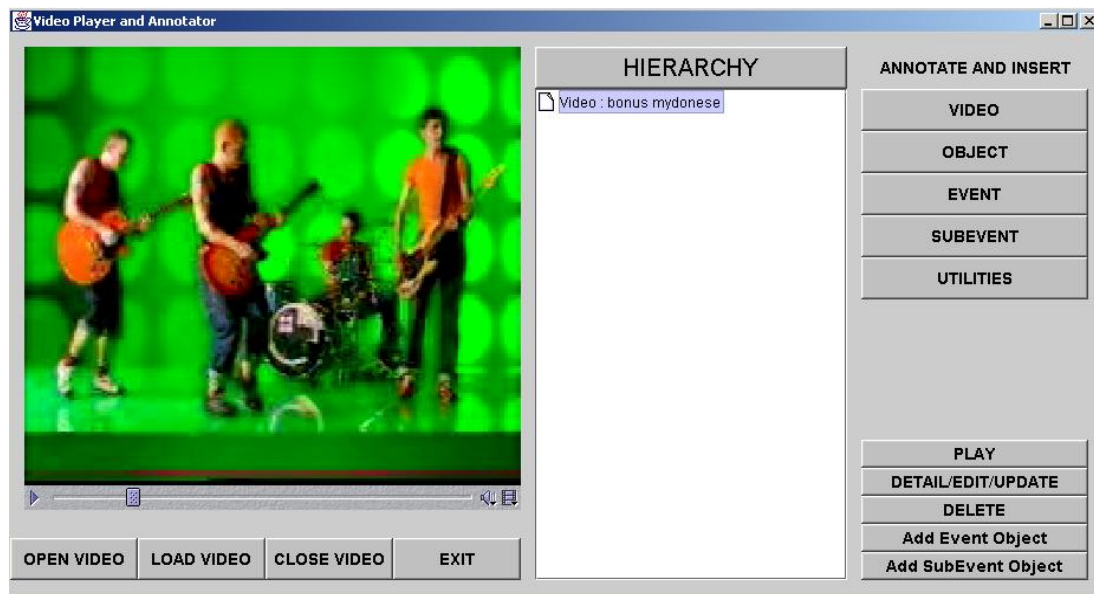 Video Player and Annotator
HIERARCHY
Video : bonus mydonese
ANNOTATE AND INSERT
VIDEO
OBJECT
EVENT
SUBEVENT
UTILITIES
PLAY
DETAIL/EDIT/UPDATE
DELETE
Add Event Object
Add SubEvent Object
OPEN VIDEO
LOAD VIDEO
CLOSE VIDEO
EXIT